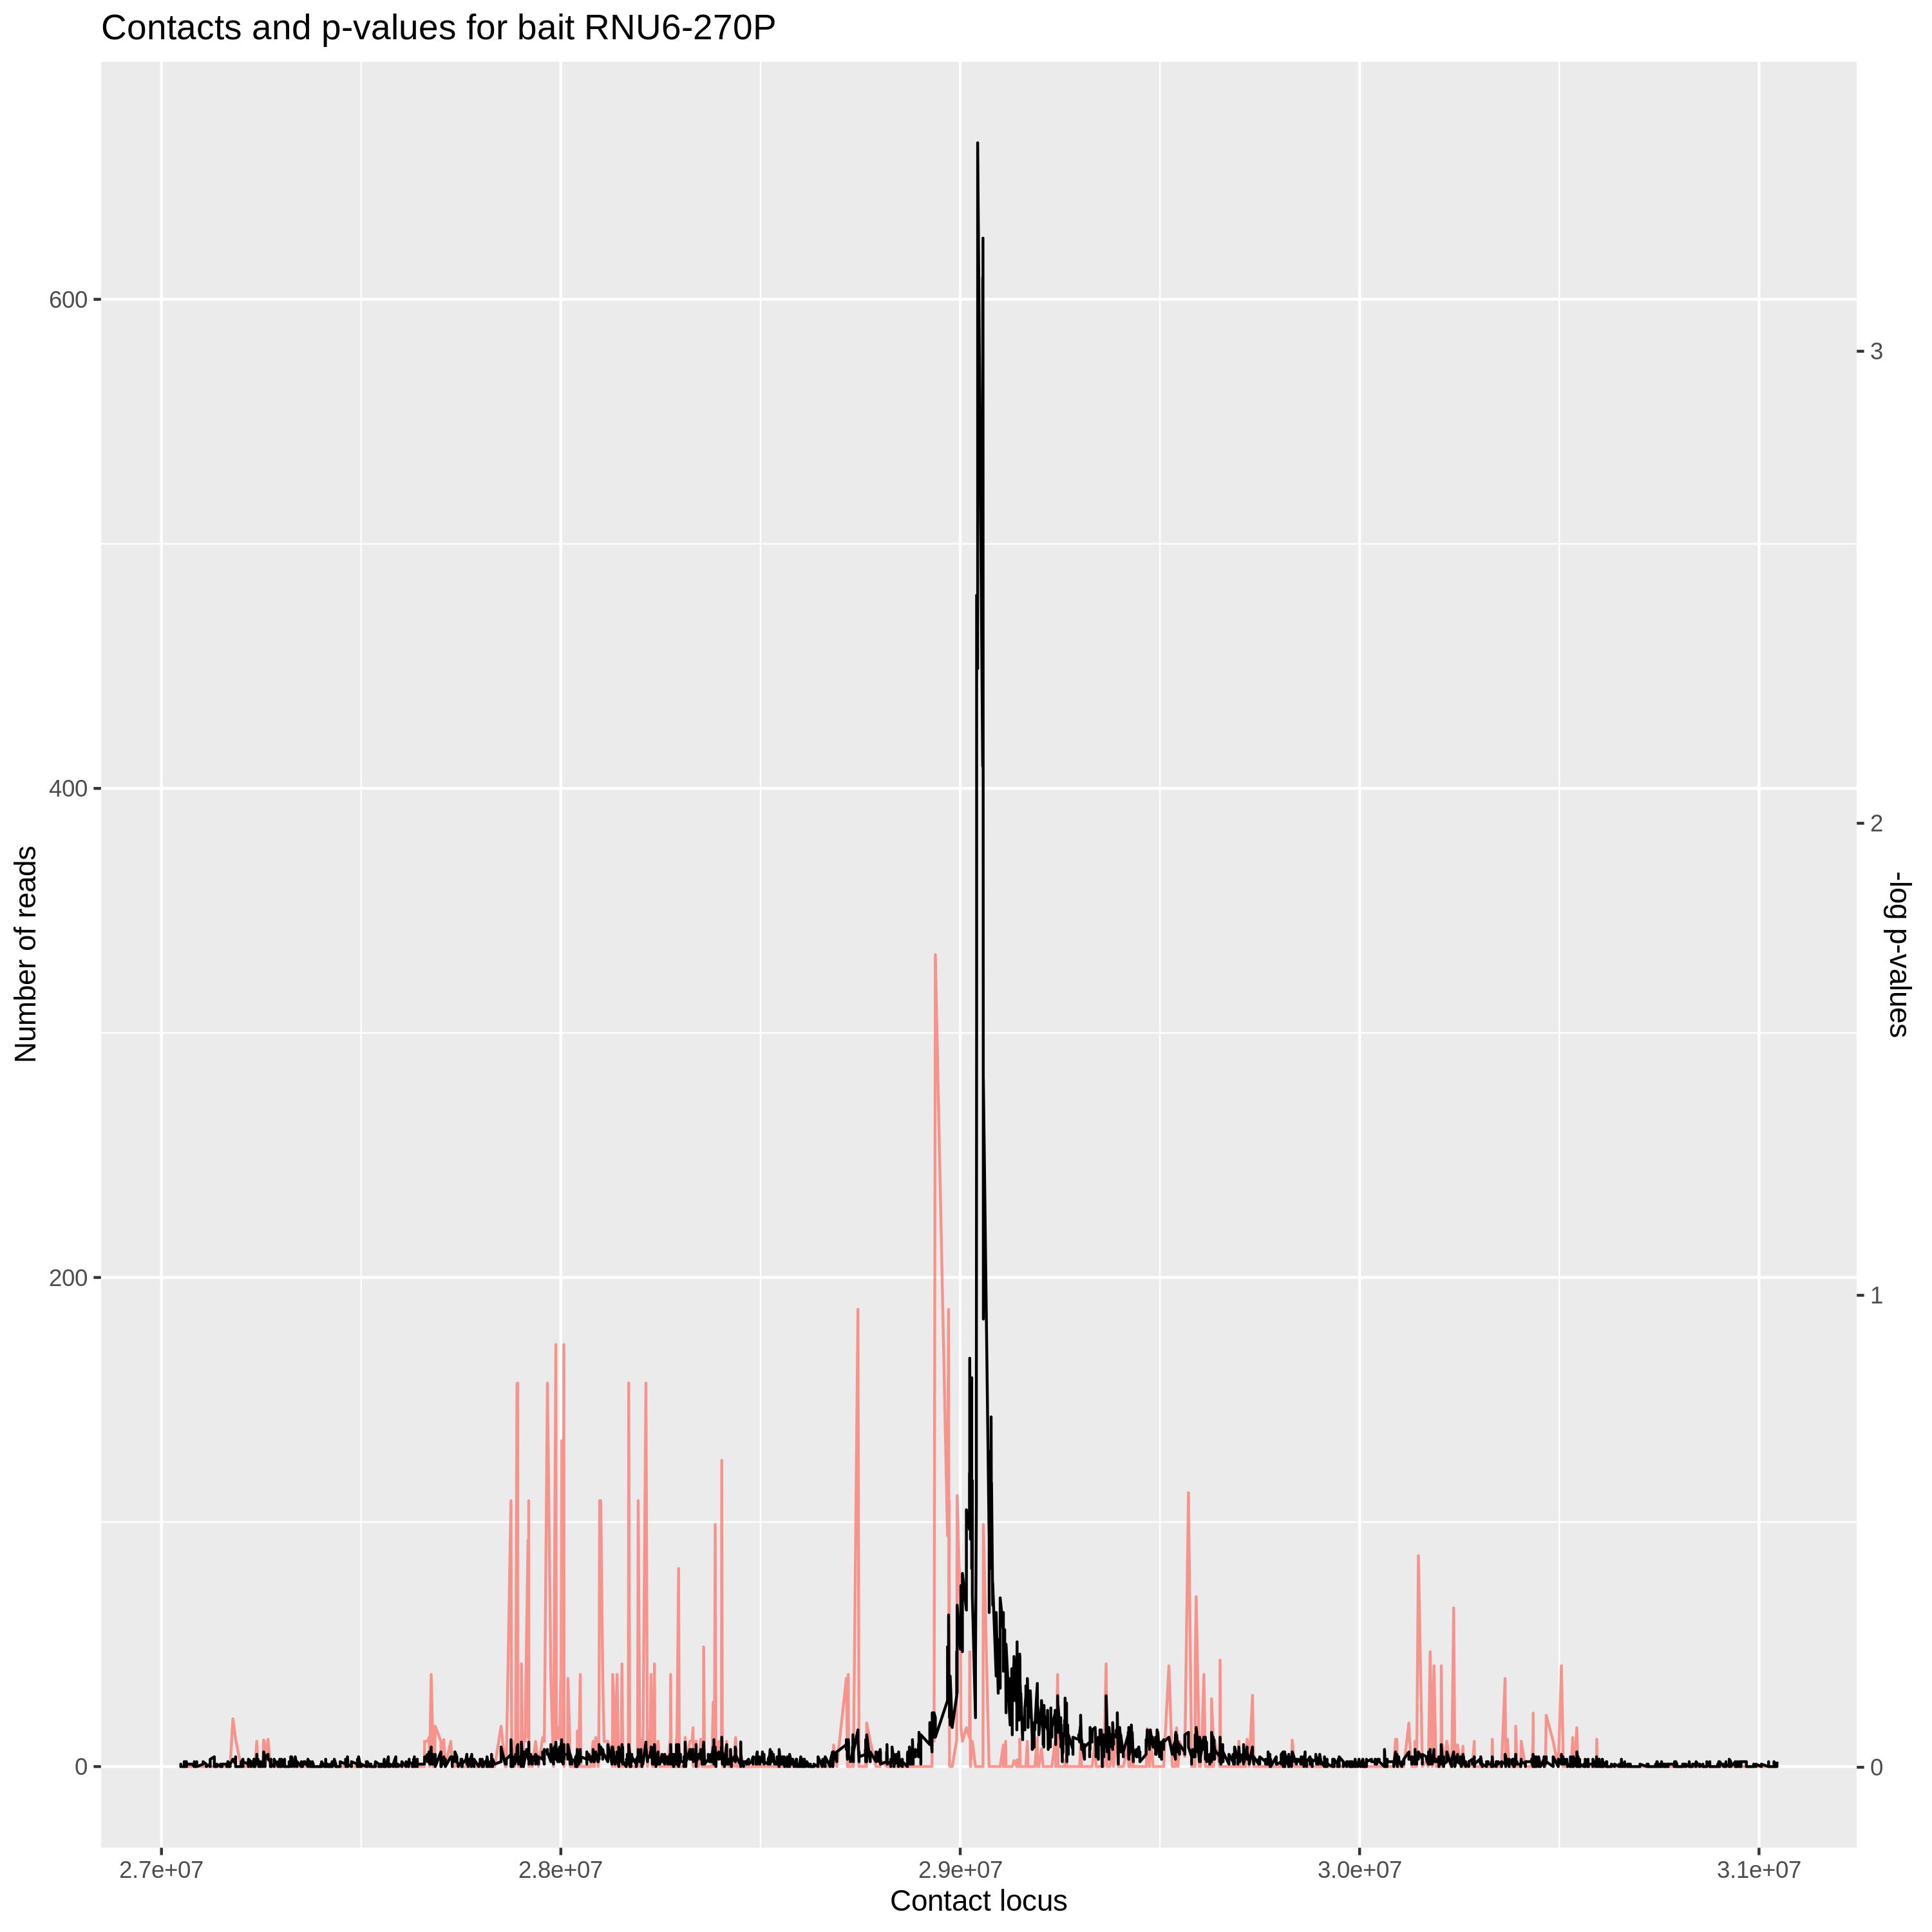 Contacts and p-values for bait RNU6-270P
600
400
200
0
Number of reads
3
2
1
0
-log p-values
2.7e+07 2.8e+07 2.9e+07 3.0e+07 3.1e+07
Contact locus